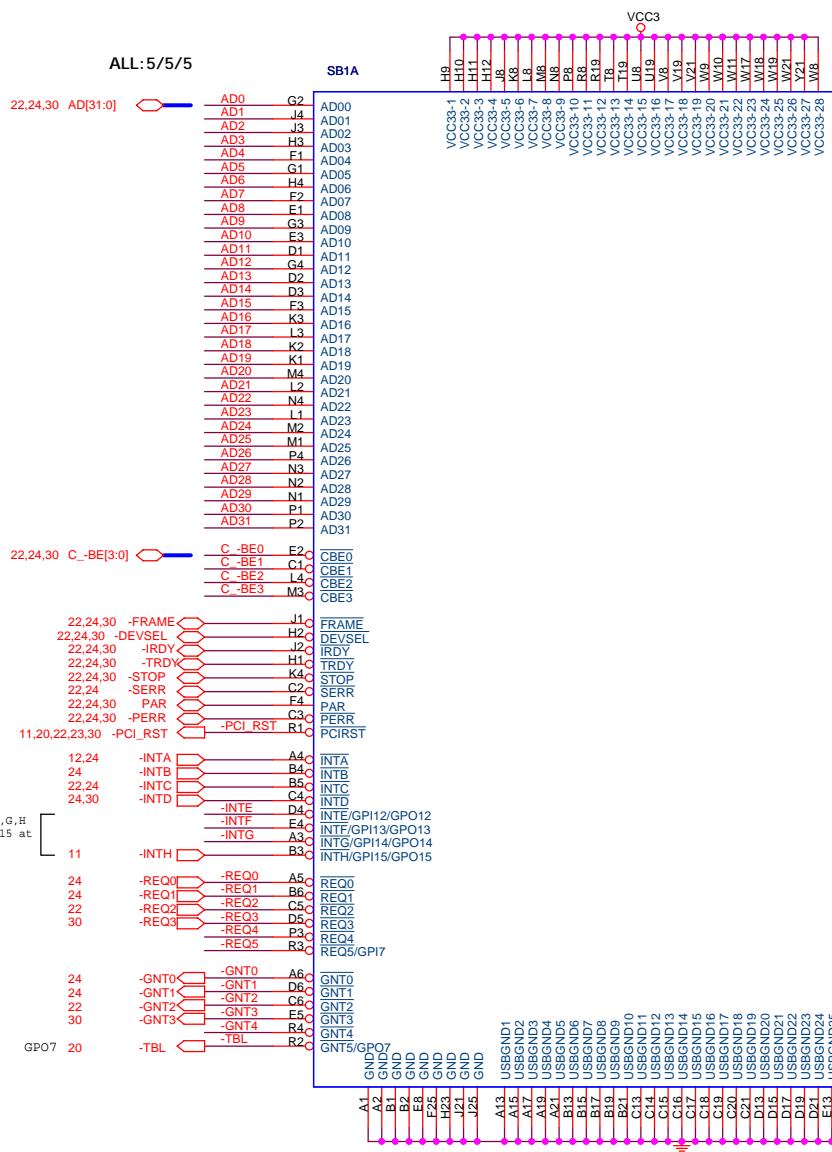 VCC3
ALL:5/5/5
SB1A
H9 H10 H11 H12 J8 K8 L8 M8 N8 P8 R8 R19 T8 T19 U8 U19 V8 V19 V21 W9 W10 W11 W17 W18 W19 W21 Y21 W8
VCC33-1 VCC33-2 VCC33-3 VCC33-4 VCC33-5 VCC33-6 VCC33-7 VCC33-8 VCC33-9 VCC33-10 VCC33-11 VCC33-12 VCC33-13 VCC33-14 VCC33-15 VCC33-16 VCC33-17 VCC33-18 VCC33-19 VCC33-20 VCC33-21 VCC33-22 VCC33-23 VCC33-24 VCC33-25 VCC33-26 VCC33-27 VCC33-28
22,24,30 AD[31:0] AD0 G2 AD00
AD1 J4 AD01
AD2 J3 AD02
AD3 H3 AD03
AD4 F1 AD04
AD5 G1 AD05
AD6 H4 AD06
AD7 F2 AD07
AD8 E1 AD08
AD9 G3 AD09
AD10 E3 AD10
AD11 D1 AD11
AD12 G4 AD12
AD13 D2 AD13
AD14 D3 AD14
AD15 F3 AD15
AD16 K3 AD16
AD17 L3 AD17
AD18 K2 AD18
AD19 K1 AD19
AD20 M4 AD20
AD21 L2 AD21
AD22 N4 AD22
AD23 L1 AD23
AD24 M2 AD24
AD25 M1 AD25
AD26 P4 AD26
AD27 N3 AD27
AD28 N2 AD28
AD29 N1 AD29
AD30 P1 AD30
AD31 P2 AD31
22,24,30 C_-BE[3:0] C_-BE0 E2 CBE0
C_-BE1 C1 CBE1
C_-BE2 L4 CBE2
C_-BE3 M3 CBE3
22,24,30 -FRAME J1 FRAME
22,24,30 -DEVSEL H2 DEVSEL
22,24,30 -IRDY J2 IRDY
22,24,30 -TRDY H1 TRDY
22,24,30 -STOP K4 STOP
22,24 -SERR C2 SERR
22,24,30 PAR F4 PAR
22,24,30 -PERR C3 PERR
11,20,22,23,30 -PCI_RST -PCI_RST R1 PCIRST
12,24 -INTA A4 INTA
24 -INTB B4 INTB
22,24 -INTC B5 INTC
24,30 -INTD C4 INTD
-INTE D4 INTE/GPI12/GPO12
,G,H -INTF E4 INTF/GPI13/GPO13
15 at -INTG A3 INTG/GPI14/GPO14
11 -INTH B3 INTH/GPI15/GPO15
24 -REQ0 -REQ0 A5 REQ0
24 -REQ1 -REQ1 B6 REQ1
22 -REQ2 -REQ2 C5 REQ2
30 -REQ3 -REQ3 D5 REQ3
-REQ4 P3 REQ4
-REQ5 R3 REQ5/GPI7
24 -GNT0 -GNT0 A6 GNT0
24 -GNT1 -GNT1 D6 GNT1
22 -GNT2 -GNT2 C6 GNT2
30 -GNT3 -GNT3 E5 GNT3
-GNT4 R4 GNT4
GPO7 20 -TBL -TBL R2 GNT5/GPO7
GND GND GND GND GND GND GND GND GND USBGND1 USBGND2 USBGND3 USBGND4 USBGND5 USBGND6 USBGND7 USBGND8 USBGND9 USBGND10 USBGND11 USBGND12 USBGND13 USBGND14 USBGND15 USBGND16 USBGND17 USBGND18 USBGND19 USBGND20 USBGND21 USBGND22 USBGND23 USBGND24 USBGND25
A1 A2 B1 B2 E8 F25 H23 J21 J25 A13 A15 A17 A19 A21 B13 B15 B17 B19 B21 C13 C14 C15 C16 C17 C18 C19 C20 C21 D13 D15 D17 D19 D21 E13